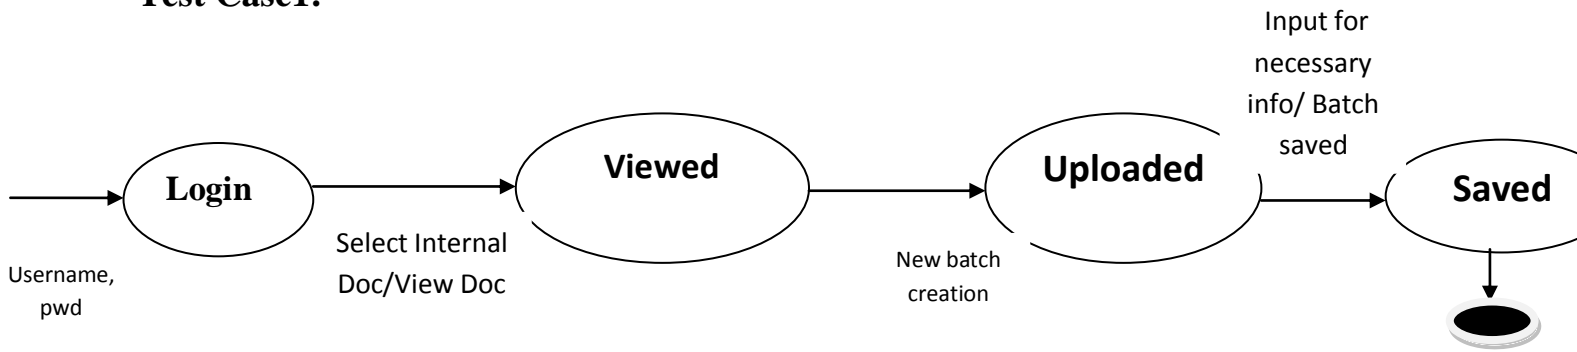 Test Case1:
Username,
pwd
Login
Select Internal
Doc/View Doc
Viewed
New batch
creation
Uploaded
Input for
necessary
info/ Batch
saved
Saved